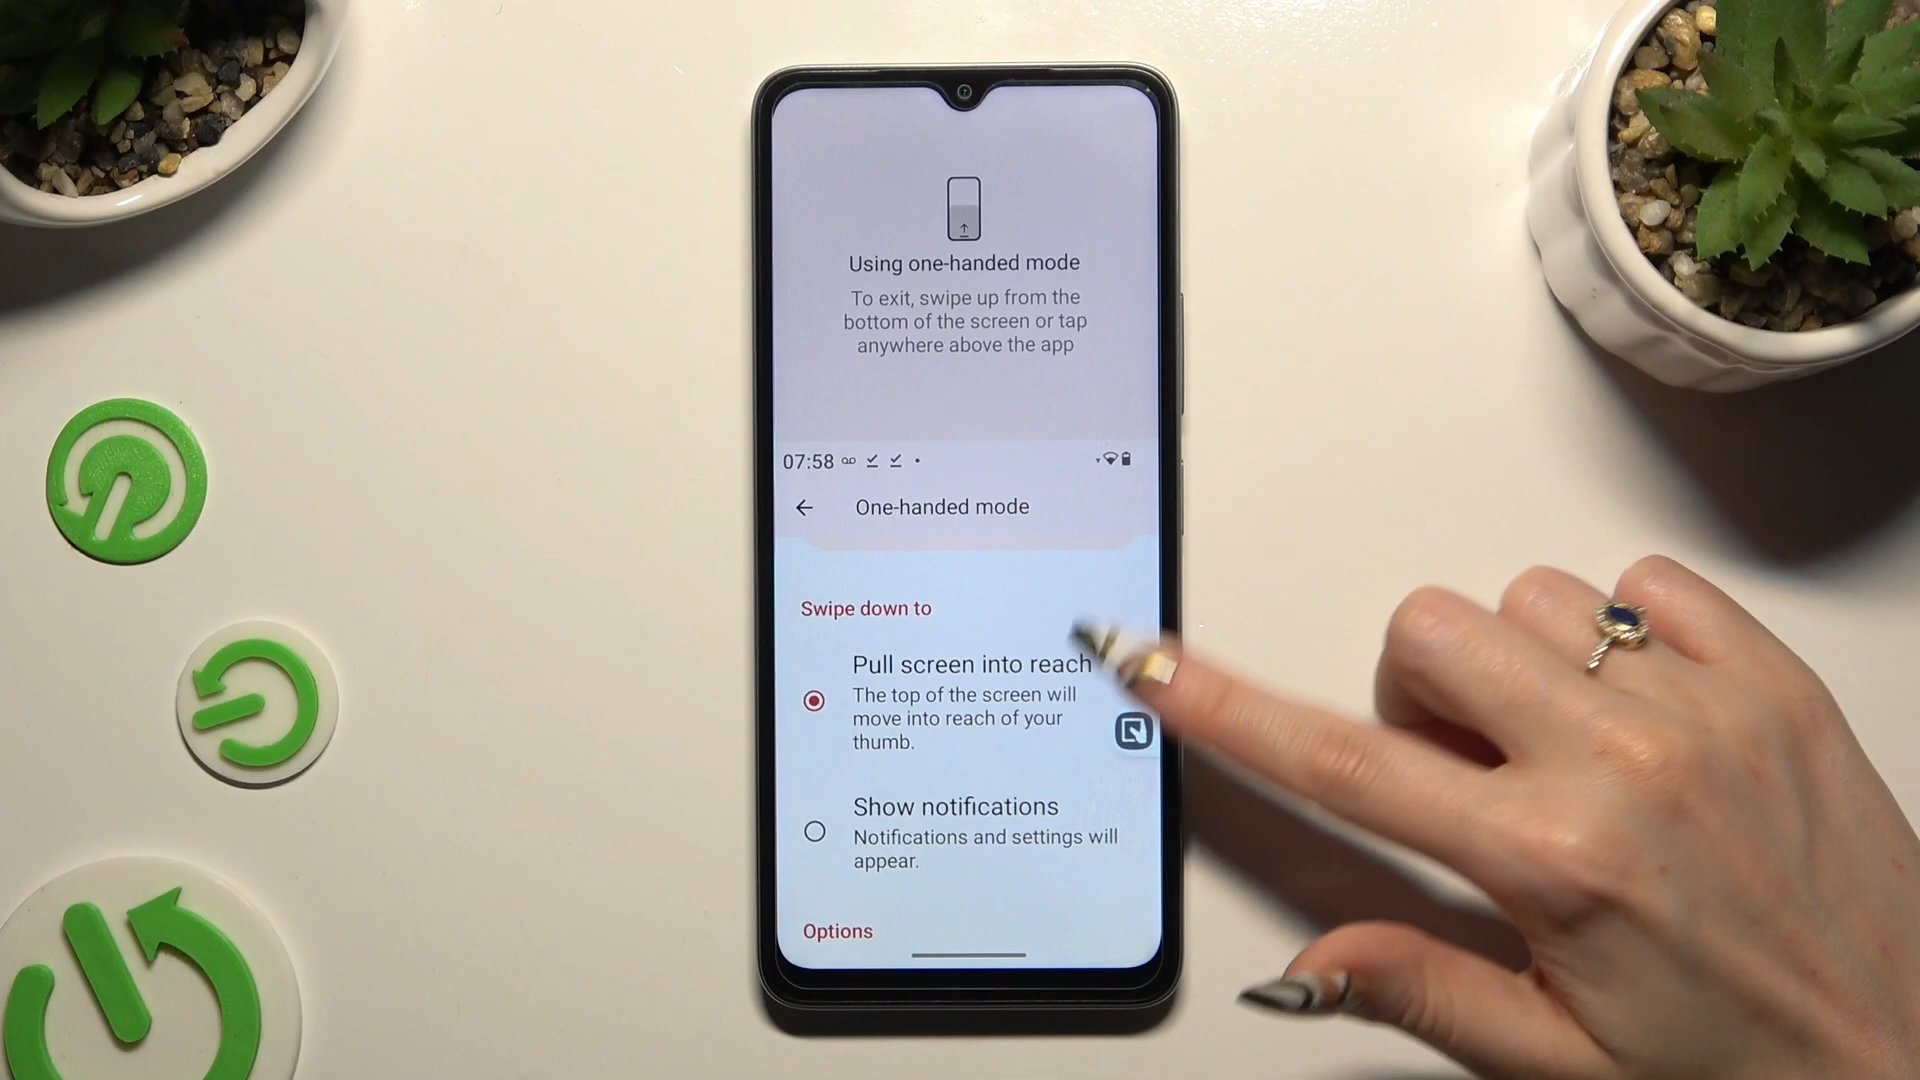 Using one-handed mode
To exit, swipe up from the
bottom of the screen or tap
anywhere above the app
07:58
One-handed mode
Swipe down to
Pull screen into reach
The top of the screen will
move into reach of your
thumb.
Show notifications
Notifications and settings will
appear.
Options